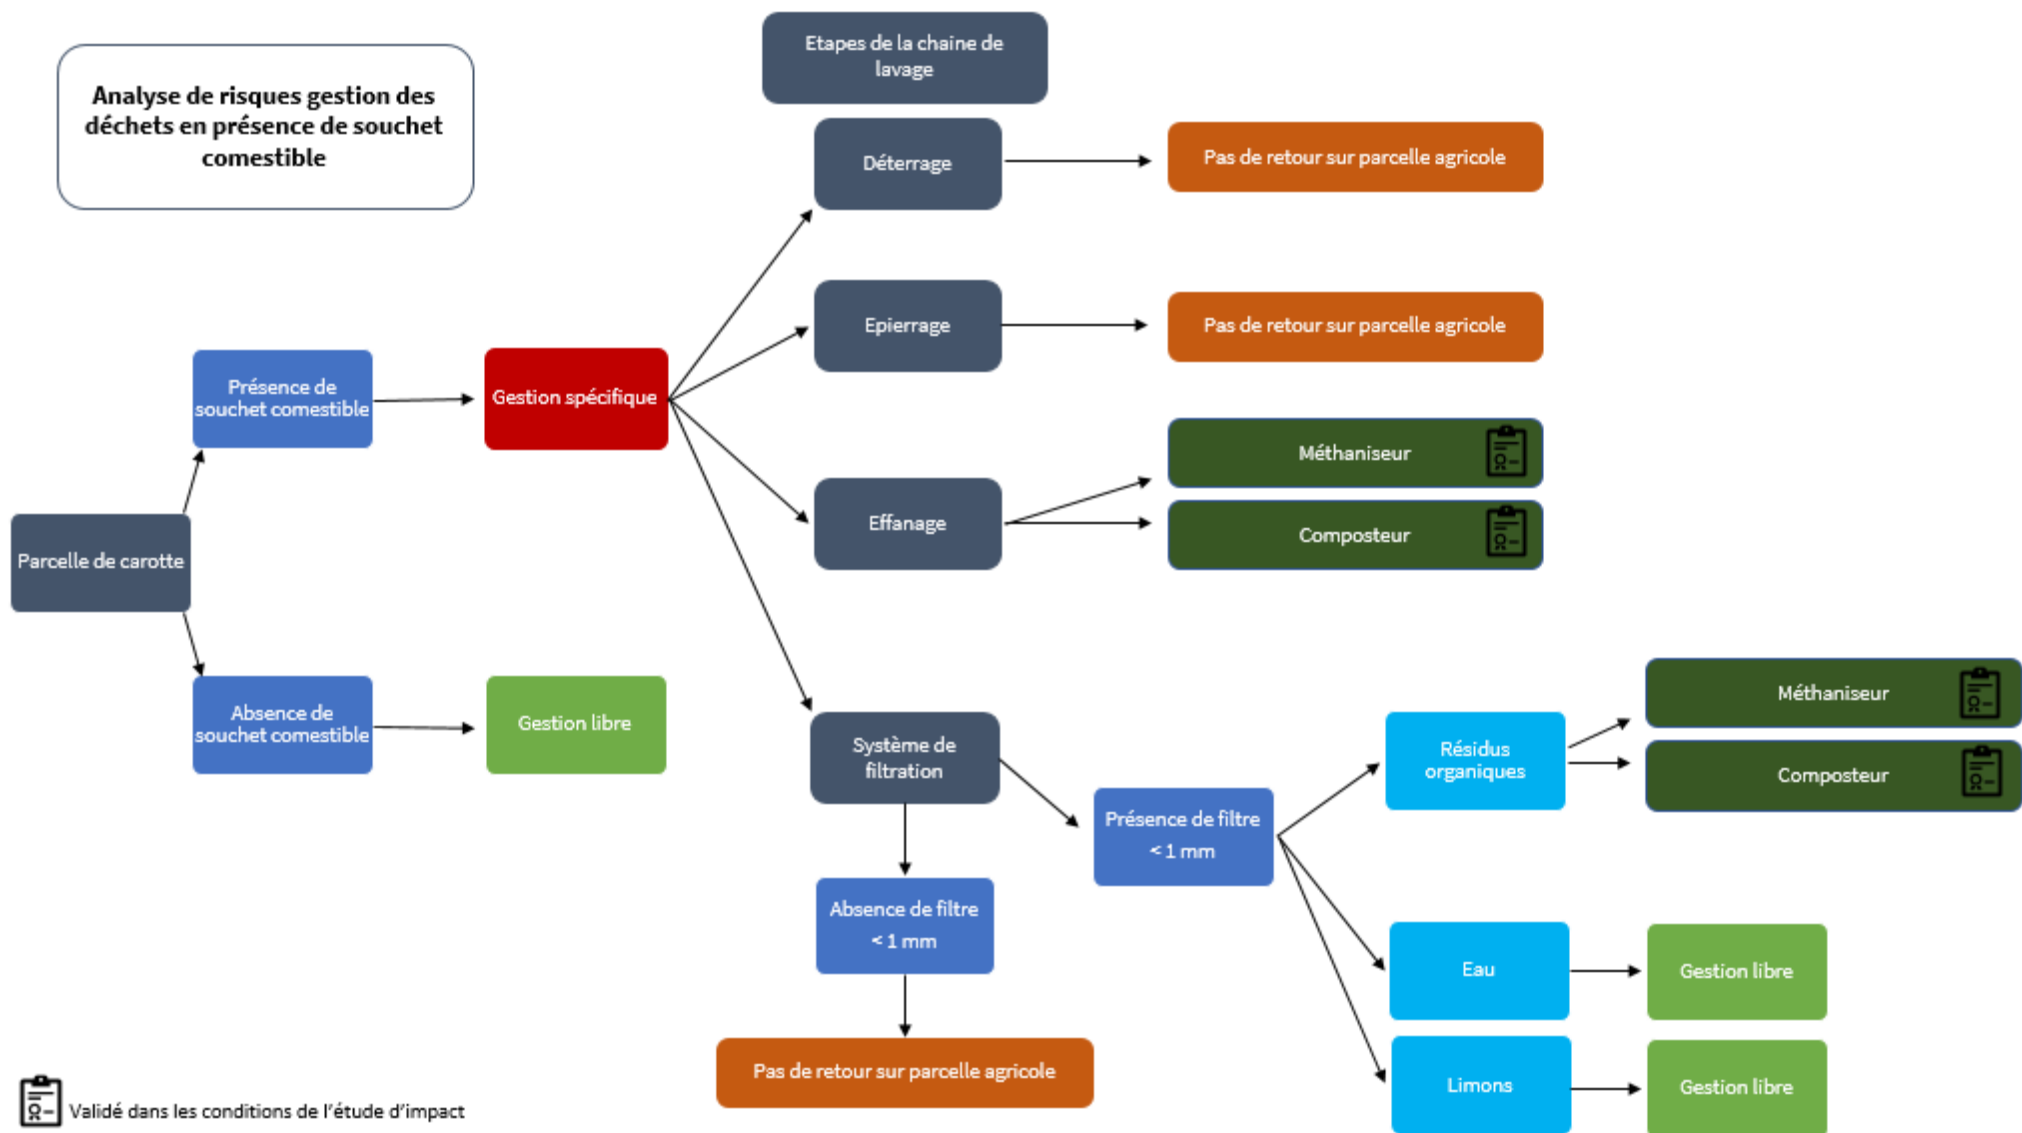 Analyse de risques gestion des
déchets en présence de souchet
comestible
Etapes de la chaine de
lavage
Déterrage
Pas de retour sur parcelle agricole
Epierrage
Pas de retour sur parcelle agricole
Présence de
souchet comestible
Gestion spécifique
Effanage
Méthaniseur
Composteur
Parcelle de carotte
Absence de
souchet comestible
Gestion libre
Système de
filtration
Présence de filtre
< 1 mm
Résidus
organiques
Méthaniseur
Composteur
Absence de filtre
< 1 mm
Eau
Gestion libre
Pas de retour sur parcelle agricole
Limons
Gestion libre
Validé dans les conditions de l'étude d'impact